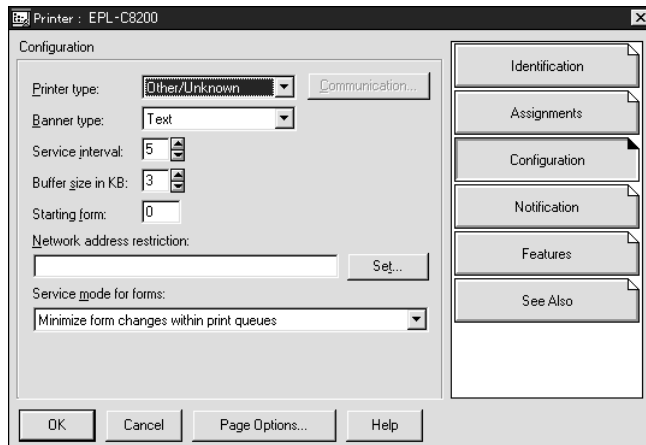 Printer : EPL-C8200
Configuration
Printer type: Other/Unknown Communication...
Banner type: Text
Service interval: 5
Buffer size in KB: 3
Starting form: 0
Network address restriction:
Set...
Service mode for forms:
Minimize form changes within print queues
OK Cancel Page Options... Help
Identification
Assignments
Configuration
Notification
Features
See Also